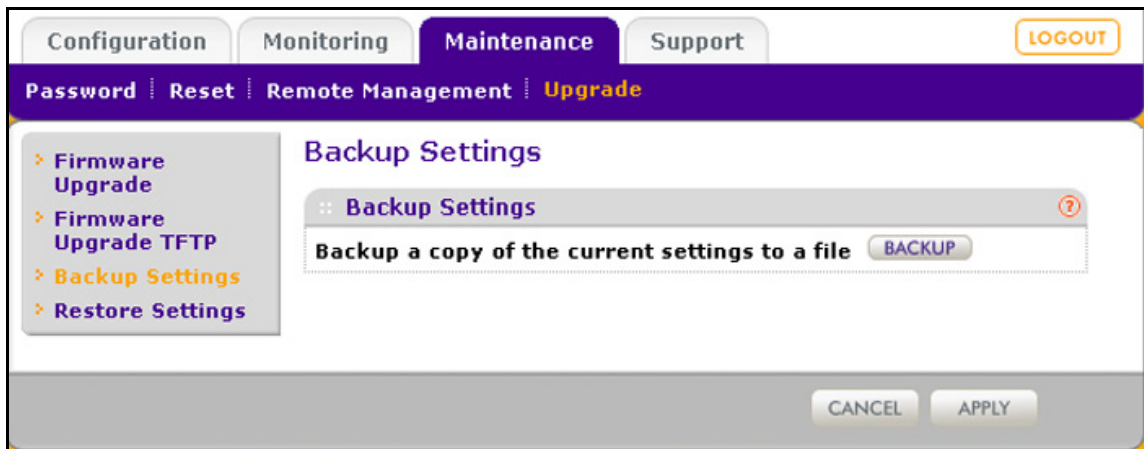 Configuration Monitoring Maintenance Support LOGOUT
Password Reset Remote Management Upgrade
Firmware
Upgrade
Firmware
Upgrade TFTP
Backup Settings
Restore Settings
Backup Settings
Backup Settings ?
Backup a copy of the current settings to a file BACKUP
CANCEL APPLY